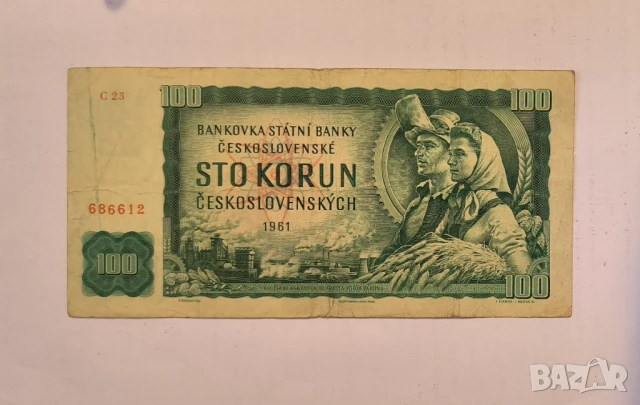 C 23
100
100
BANKOVKA STÁTNÍ BANKY
ČESKOSLOVENSKÉ
STO KORUN
ČESKOSLOVENSKÝCH
686612
1961
100
100
BAZAR